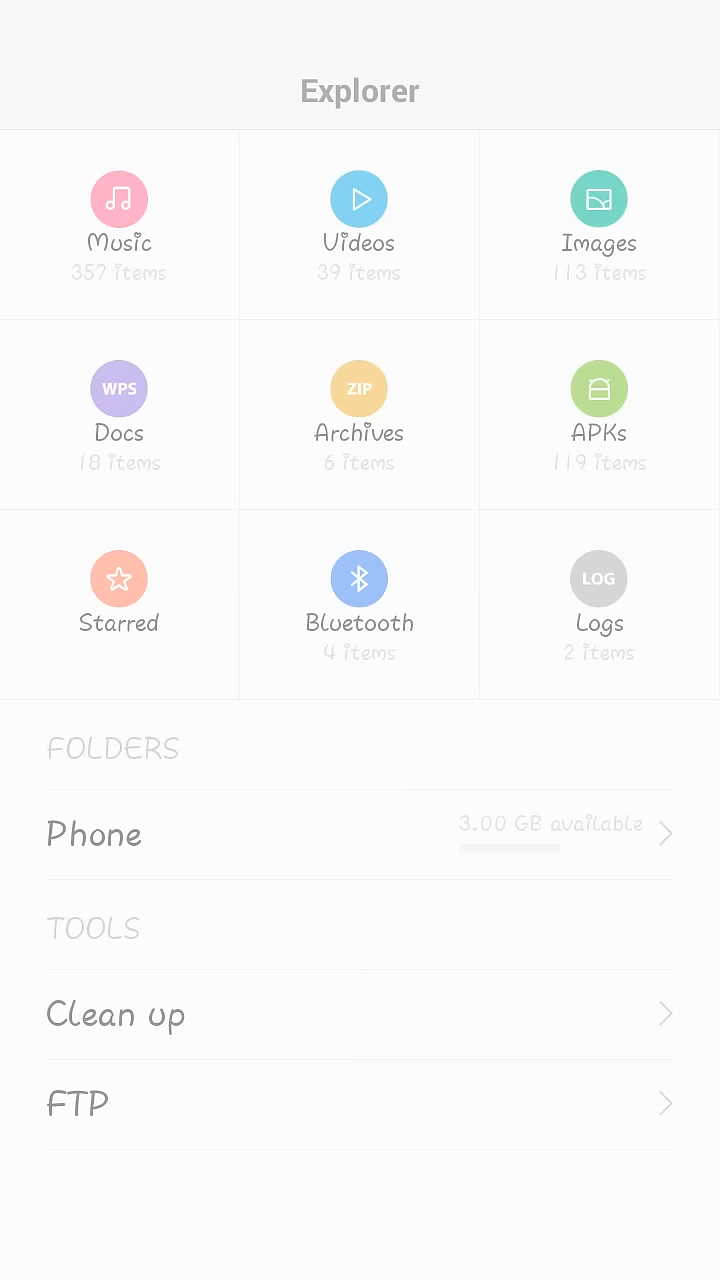 Explorer
Music
357 items
Videos
39 items
Images
113 items
WPS
Docs
18 items
ZIP
Archives
6 items
APKs
119 items
Starred
Bluetooth
4 items
LOG
Logs
2 items
FOLDERS
Phone
3.00 GB available
TOOLS
Clean up
FTP